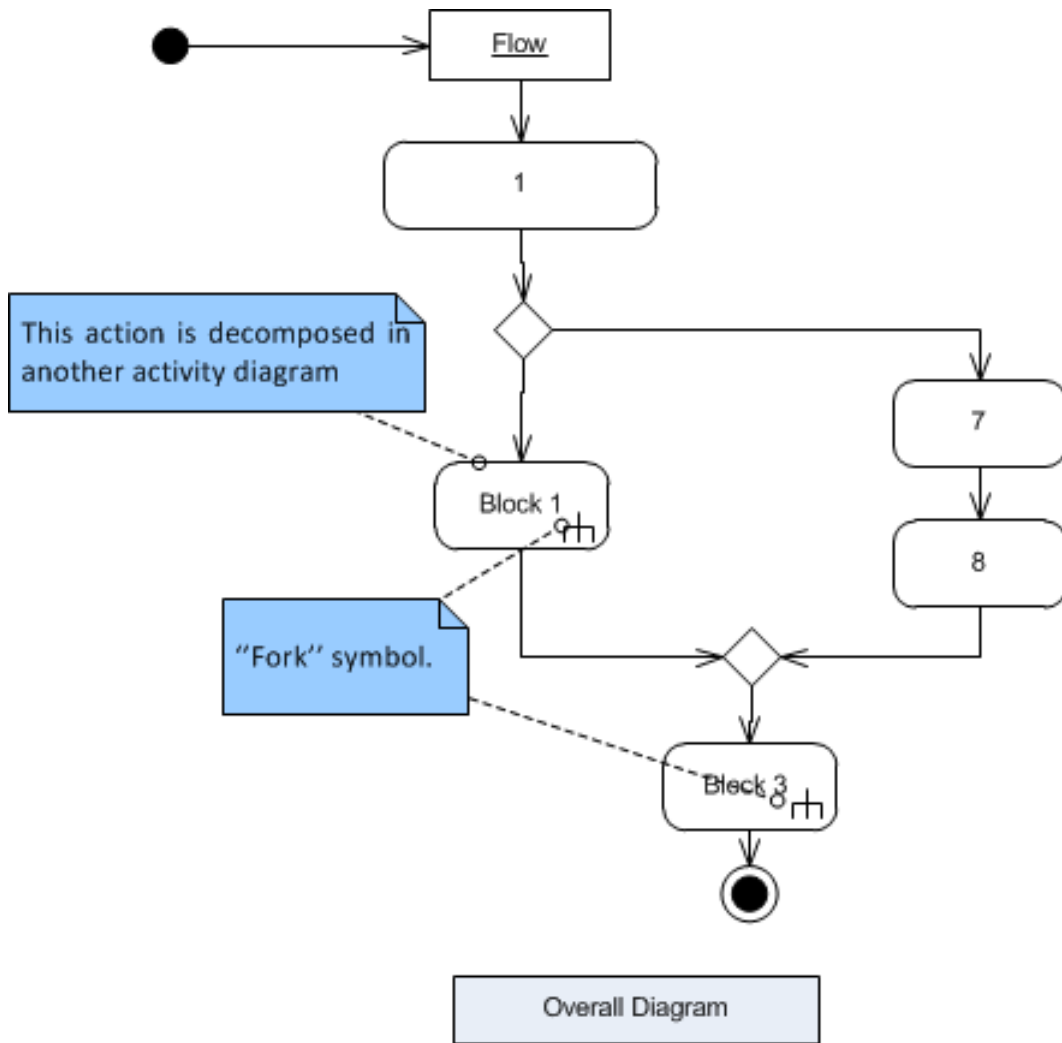 Flow
1
This action is decomposed in
another activity diagram
7
Block 1
8
“Fork” symbol.
Block 3
Overall Diagram